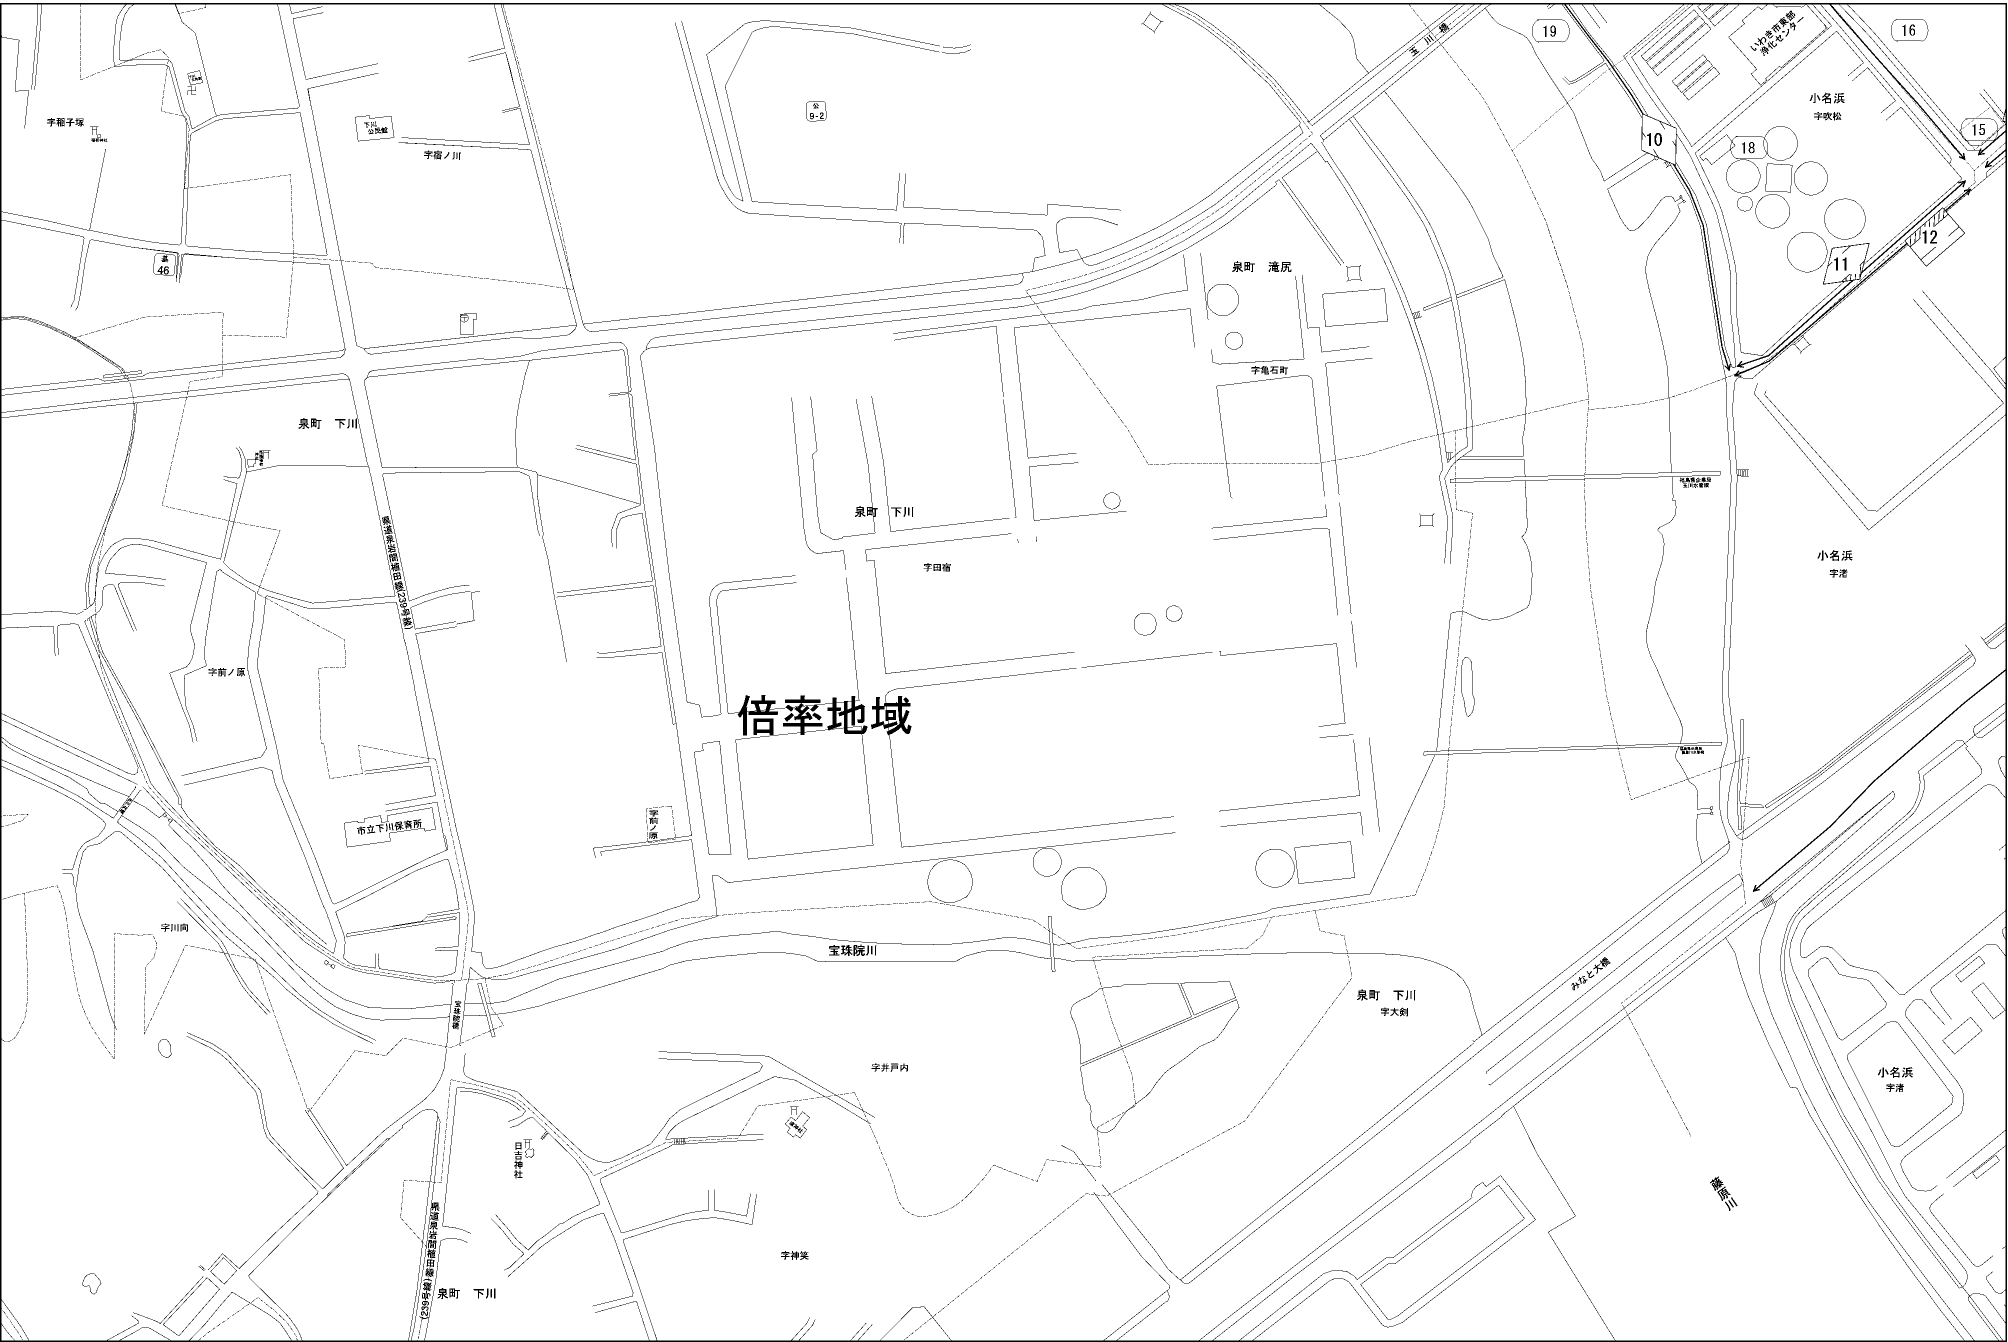 玉川橋
19
いわき市東部
浄化センター
16
小名浜
字吹松
15
10
18
12
11
公
9-2
字稲子塚
下川
公民館
字宿ノ川
墓
46
泉町 滝尻
字亀石町
泉町 下川
県道泉岩間植田線(239号線)
泉町 下川
字田宿
小名浜
字渚
字前ノ原
倍率地域
字前ノ原
市立下川保育所
字川向
宝珠院川
みなと大橋
泉町 下川
字大剣
宝珠院橋
字井戸内
小名浜
字渚
日吉神社
藤原川
県道泉岩間植田線(239号線)
字神笑
泉町 下川